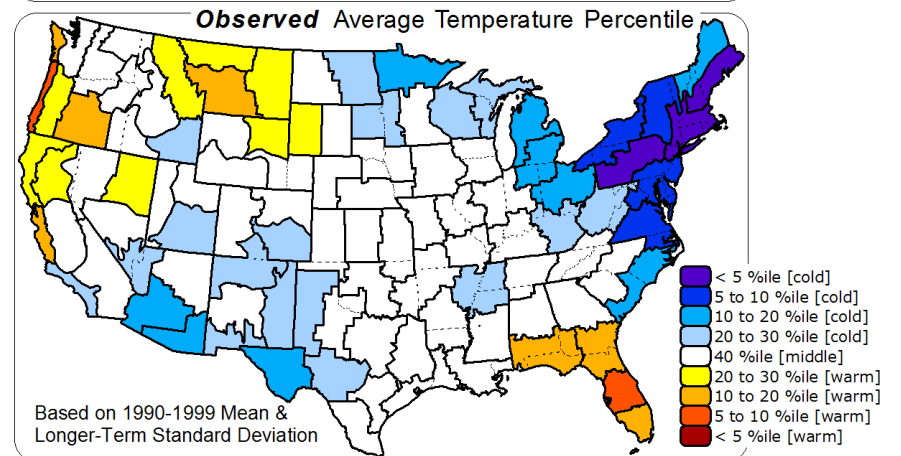 Observed Average Temperature Percentile
< 5 %ile [cold]
5 to 10 %ile [cold]
10 to 20 %ile [cold]
20 to 30 %ile [cold]
40 %ile [middle]
20 to 30 %ile [warm]
10 to 20 %ile [warm]
5 to 10 %ile [warm]
< 5 %ile [warm]
Based on 1990-1999 Mean &
Longer-Term Standard Deviation